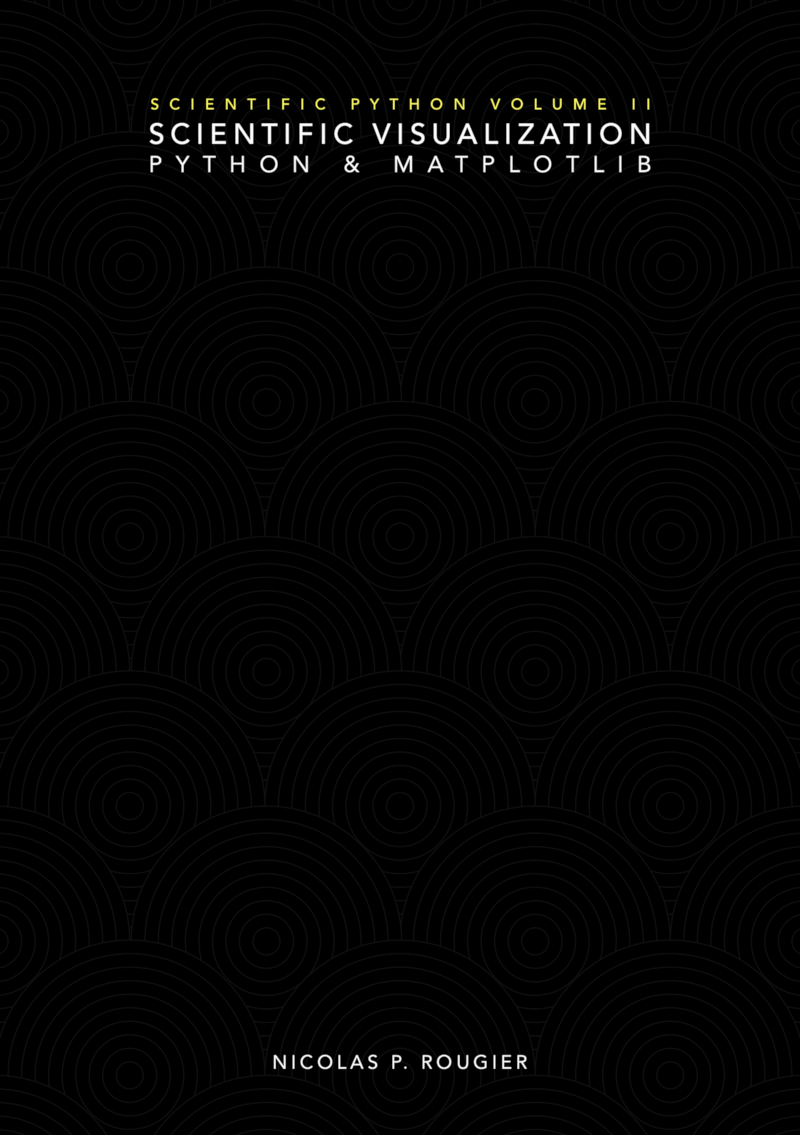 SCIENTIFIC PYTHON VOLUME II
SCIENTIFIC VISUALIZATION
PYTHON & MATPLOTLIB
NICOLAS P. ROUGIER